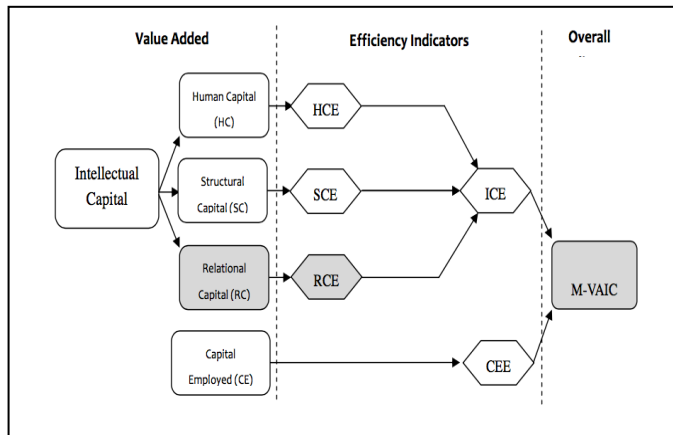 Value Added
Efficiency Indicators
Overall
Human Capital
(HC)
HCE
Intellectual
Capital
Structural
Capital (SC)
SCE
ICE
Relational
Capital (RC)
RCE
M-VAIC
Capital
Employed (CE)
CEE